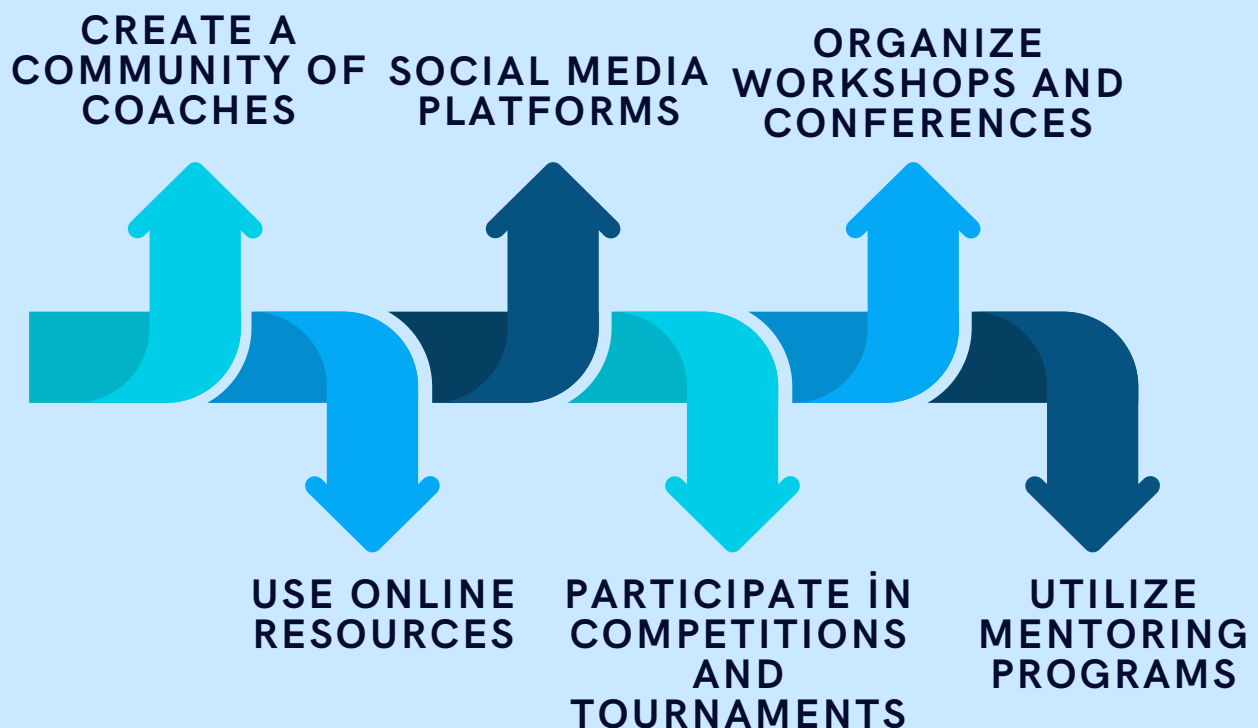 CREATE A
COMMUNITY OF
COACHES
SOCIAL MEDIA
PLATFORMS
ORGANIZE
WORKSHOPS AND
CONFERENCES
USE ONLINE
RESOURCES
PARTICIPATE İN
COMPETITIONS
AND
TOURNAMENTS
UTILIZE
MENTORING
PROGRAMS